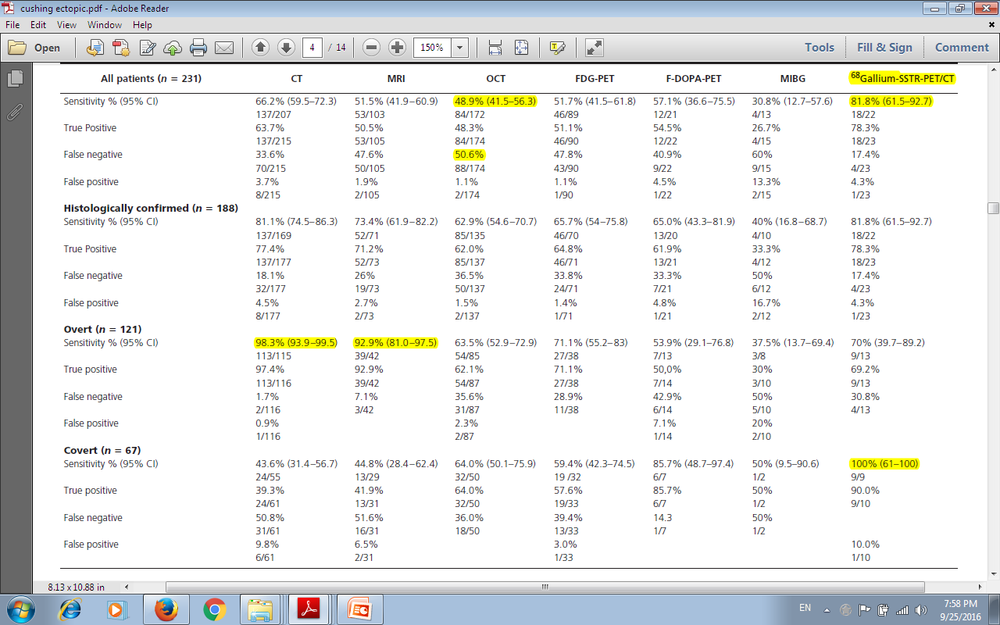 cushing ectopic.pdf - Adobe Reader
File Edit View Window Help
Open 4 / 14 150% Tools Fill & Sign Comment
All patients (n = 231) CT MRI OCT FDG-PET F-DOPA-PET MIBG 68Gallium-SSTR-PET/CT
Sensitivity % (95% CI) 66.2% (59.5–72.3) 51.5% (41.9–60.9) 48.9% (41.5–56.3) 51.7% (41.5–61.8) 57.1% (36.6–75.5) 30.8% (12.7–57.6) 81.8% (61.5–92.7)
137/207 53/103 84/172 46/89 12/21 4/13 18/22
True Positive 63.7% 50.5% 48.3% 51.1% 54.5% 26.7% 78.3%
137/215 53/105 84/174 46/90 12/22 4/15 18/23
False negative 33.6% 47.6% 50.6% 47.8% 40.9% 60% 17.4%
70/215 50/105 88/174 43/90 9/22 9/15 4/23
False positive 3.7% 1.9% 1.1% 1.1% 4.5% 13.3% 4.3%
8/215 2/105 2/174 1/90 1/22 2/15 1/23
Histologically confirmed (n = 188)
Sensitivity % (95% CI) 81.1% (74.5–86.3) 73.4% (61.9–82.2) 62.9% (54.6–70.7) 65.7% (54–75.8) 65.0% (43.3–81.9) 40% (16.8–68.7) 81.8% (61.5–92.7)
137/169 52/71 85/135 46/70 13/20 4/10 18/22
True Positive 77.4% 71.2% 62.0% 64.8% 61.9% 33.3% 78.3%
137/177 52/73 85/137 46/71 13/21 4/12 18/23
False negative 18.1% 26% 36.5% 33.8% 33.3% 50% 17.4%
32/177 19/73 50/137 24/71 7/21 6/12 4/23
False positive 4.5% 2.7% 1.5% 1.4% 4.8% 16.7% 4.3%
8/177 2/73 2/137 1/71 1/21 2/12 1/23
Overt (n = 121)
Sensitivity % (95% CI) 98.3% (93.9–99.5) 92.9% (81.0–97.5) 63.5% (52.9–72.9) 71.1% (55.2–83) 53.9% (29.1–76.8) 37.5% (13.7–69.4) 70% (39.7–89.2)
113/115 39/42 54/85 27/38 7/13 3/8 9/13
True positive 97.4% 92.9% 62.1% 71.1% 50,0% 30% 69.2%
113/116 39/42 54/87 27/38 7/14 3/10 9/13
False negative 1.7% 7.1% 35.6% 28.9% 42.9% 50% 30.8%
2/116 3/42 31/87 11/38 6/14 5/10 4/13
False positive 0.9% 2.3% 7.1% 20%
1/116 2/87 1/14 2/10
Covert (n = 67)
Sensitivity % (95% CI) 43.6% (31.4–56.7) 44.8% (28.4–62.4) 64.0% (50.1–75.9) 59.4% (42.3–74.5) 85.7% (48.7–97.4) 50% (9.5–90.6) 100% (61–100)
24/55 13/29 32/50 19 /32 6/7 1/2 9/9
True positive 39.3% 41.9% 64.0% 57.6% 85.7% 50% 90.0%
24/61 13/31 32/50 19/33 6/7 1/2 9/10
False negative 50.8% 51.6% 36.0% 39.4% 14.3 50%
31/61 16/31 18/50 13/33 1/7 1/2
False positive 9.8% 6.5% 3.0% 10.0%
6/61 2/31 1/33 1/10
8.13 x 10.88 in
EN 7:58 PM
9/25/2016